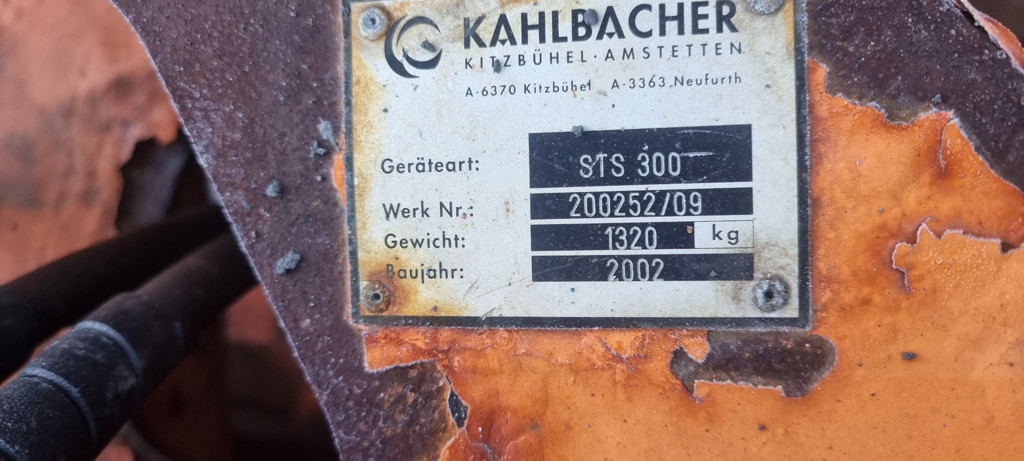 KAHLBACHER
KITZBÜHEL·AMSTETTEN
A-6370 Kitzbühel A-3363 Neufurth
Geräteart: STS 300
Werk Nr.: 200252/09
Gewicht: 1320 kg
Baujahr: 2002